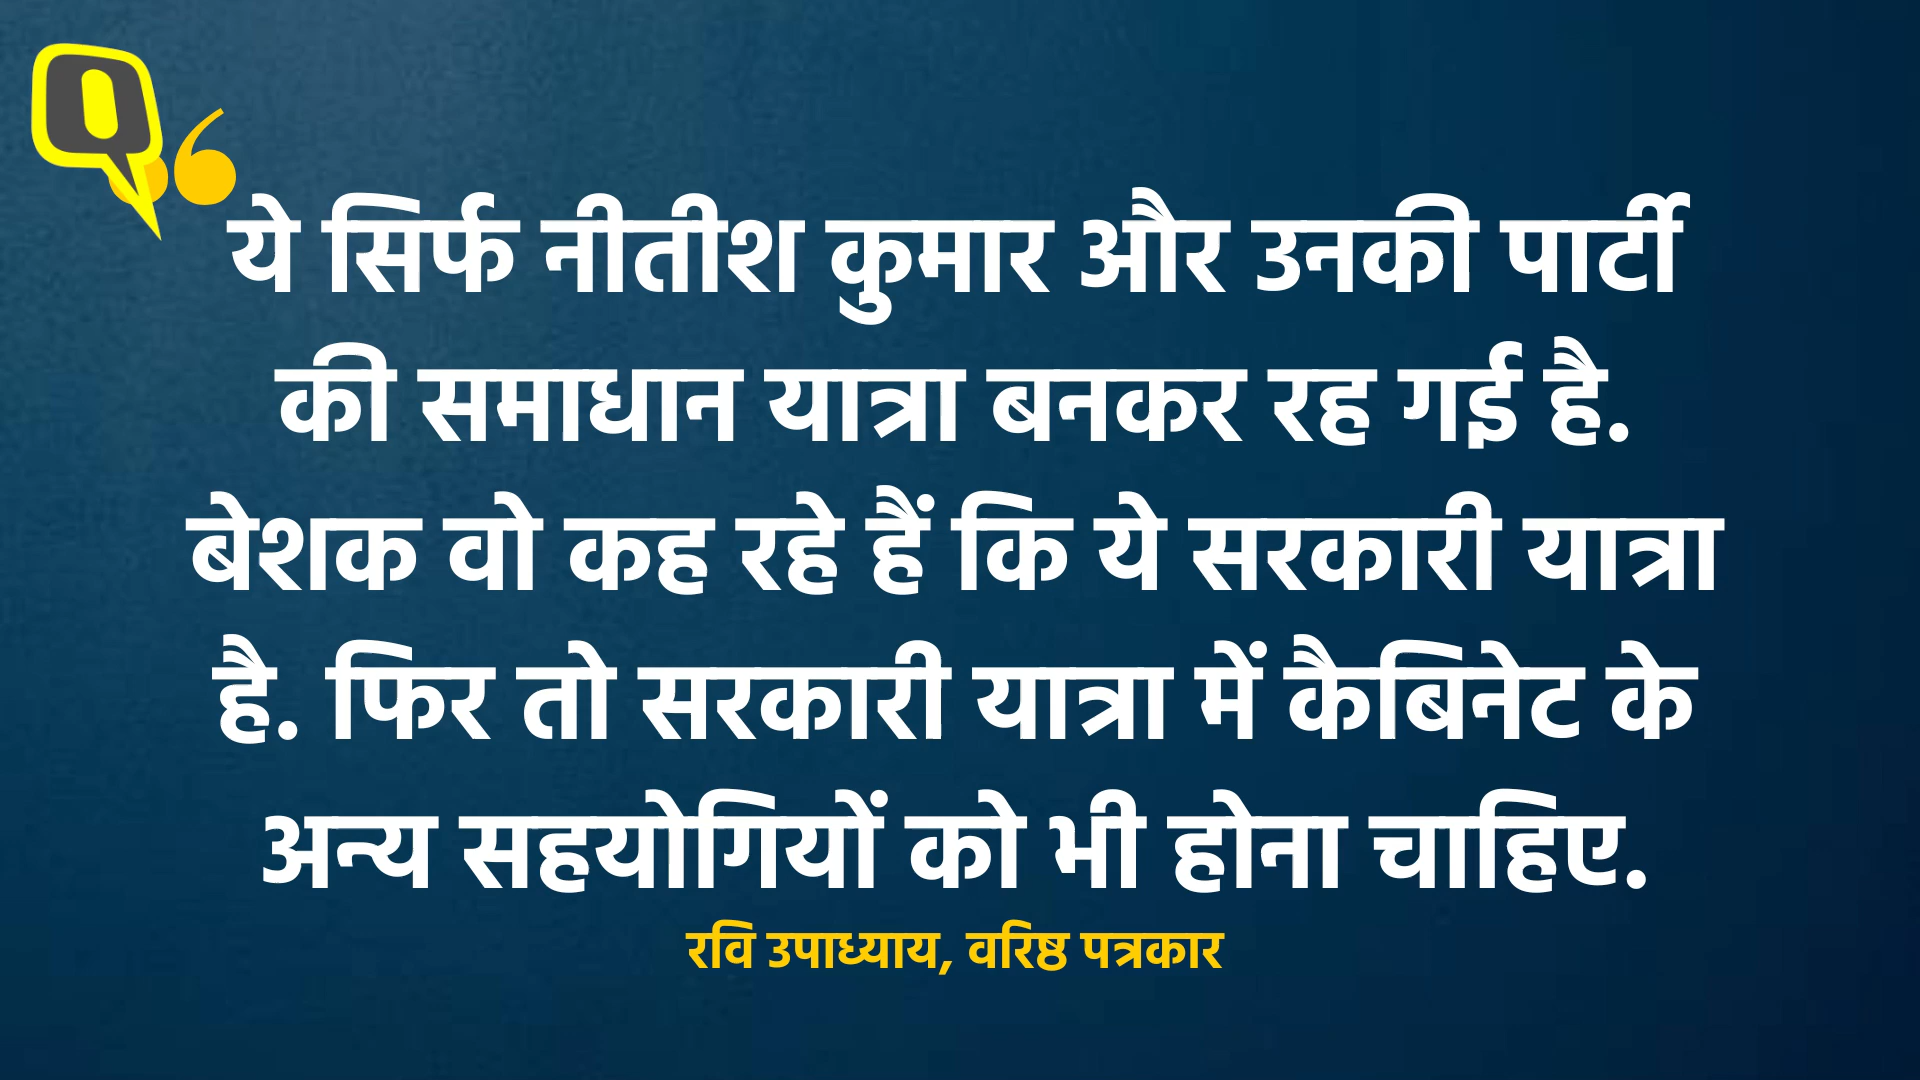 ये सिर्फ नीतीश कुमार और उनकी पार्टी
की समाधान यात्रा बनकर रह गई है.
बेशक वो कह रहे हैं कि ये सरकारी यात्रा
है. फिर तो सरकारी यात्रा में कैबिनेट के
अन्य सहयोगियों को भी होना चाहिए.
रवि उपाध्याय, वरिष्ठ पत्रकार